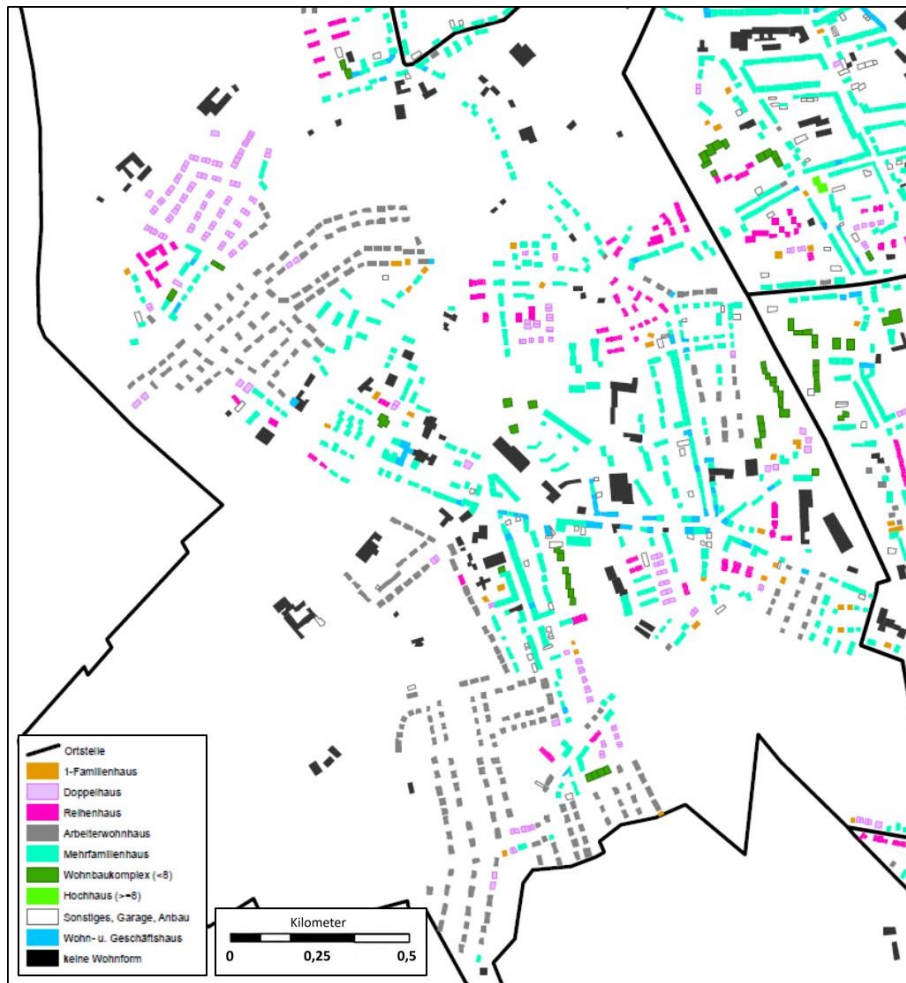 Ortsteile
1-Familienhaus
Doppelhaus
Reihenhaus
Arbeiterwohnhaus
Mehrfamilienhaus
Wohnbaukomplex (<8)
Hochhaus (>=8)
Sonstiges, Garage, Anbau
Wohn- u. Geschäftshaus
keine Wohnform
Kilometer
0 0,25 0,5